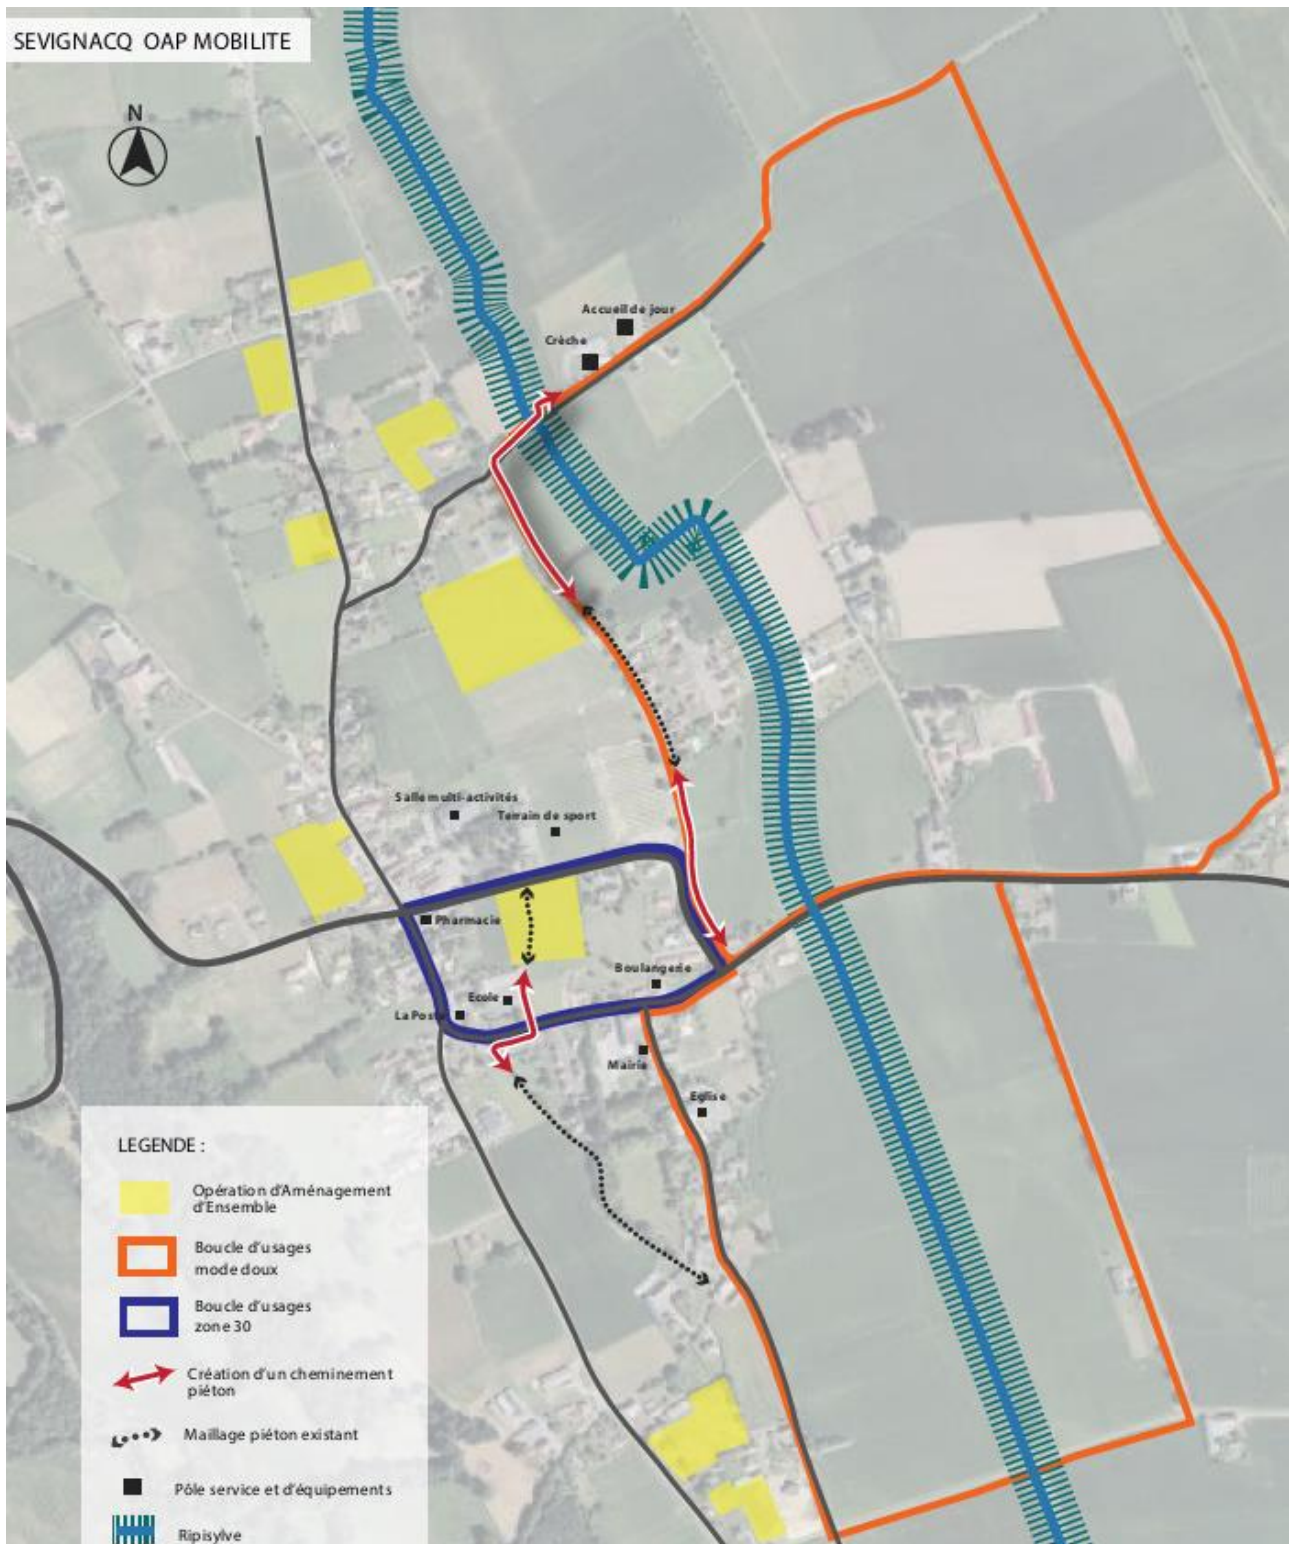 SEVIGNACQ OAP MOBILITE
N
Accueil de jour
Crèche
Salle multi-activités
Terrain de sport
Pharmacie
Boulangerie
Ecole
La Poste
Mairie
Eglise
LEGENDE :
Opération d'Aménagement
d'Ensemble
Boucle d'usages
mode doux
Boucle d'usages
zone 30
Création d'un cheminement
piéton
Maillage piéton existant
Pôle service et d'équipements
Ripisylve